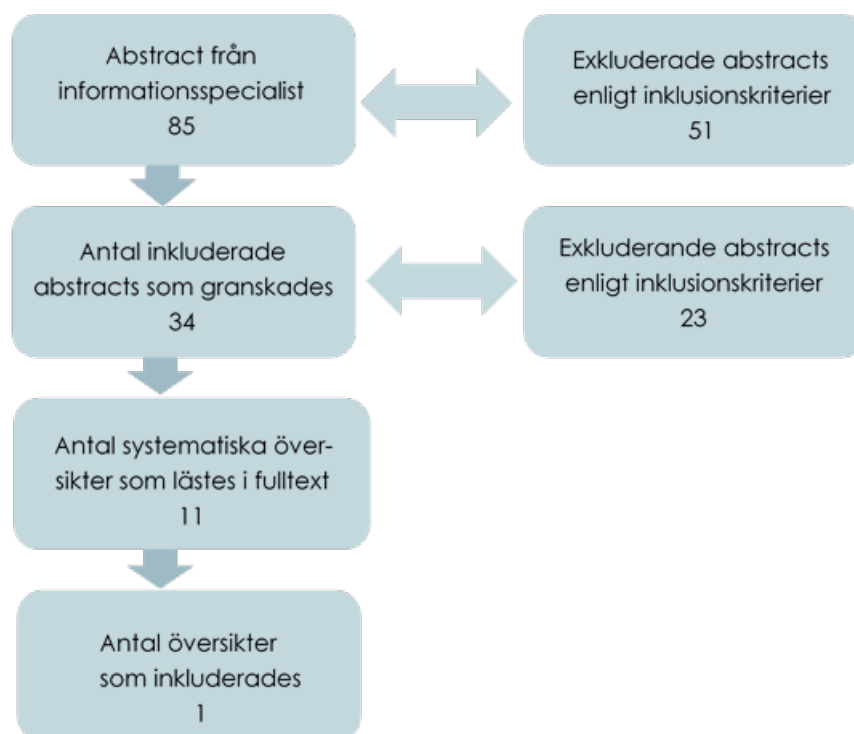 Abstract från
informationsspecialist
85
Exkluderade abstracts
enligt inklusionskriterier
51
Antal inkluderade
abstracts som granskades
34
Exkluderande abstracts
enligt inklusionskriterier
23
Antal systematiska över-
sikter som lästes i fulltext
11
Antal översikter
som inkluderades
1